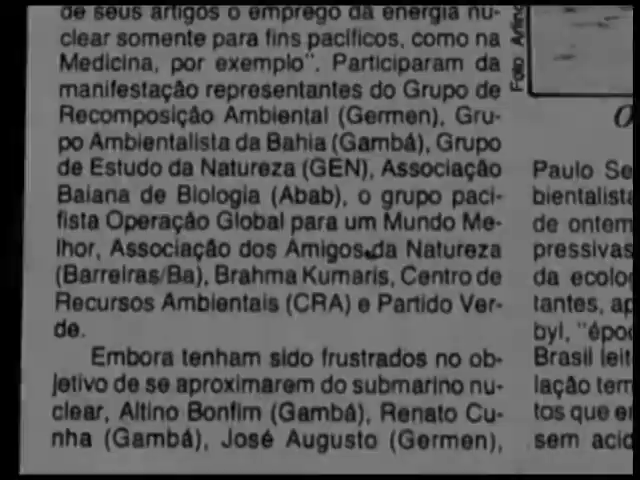 de seus artigos o emprego da energia nu-
clear somente para fins pacíficos, como na
Medicina, por exemplo". Participaram da
manifestação representantes do Grupo de
Recomposição Ambiental (Germen), Gru-
po Ambientalista da Bahia (Gambá), Grupo
de Estudo da Natureza (GEN), Associação
Baiana de Biologia (Abab), o grupo paci-
fista Operação Global para um Mundo Me-
lhor, Associação dos Amigos da Natureza
(Barreiras/Ba), Brahma Kumaris, Centro de
Recursos Ambientais (CRA) e Partido Ver-
de.
Embora tenham sido frustrados no ob-
jetivo de se aproximarem do submarino nu-
clear, Altino Bonfim (Gambá), Renato Cu-
nha (Gambá), José Augusto (Germen),
Foto
O
Paulo Se
bientalista
de ontem
pressivas
da ecolo
tantes, ap
byl, "époc
Brasil leit
lação tem
tos que e
sem acid